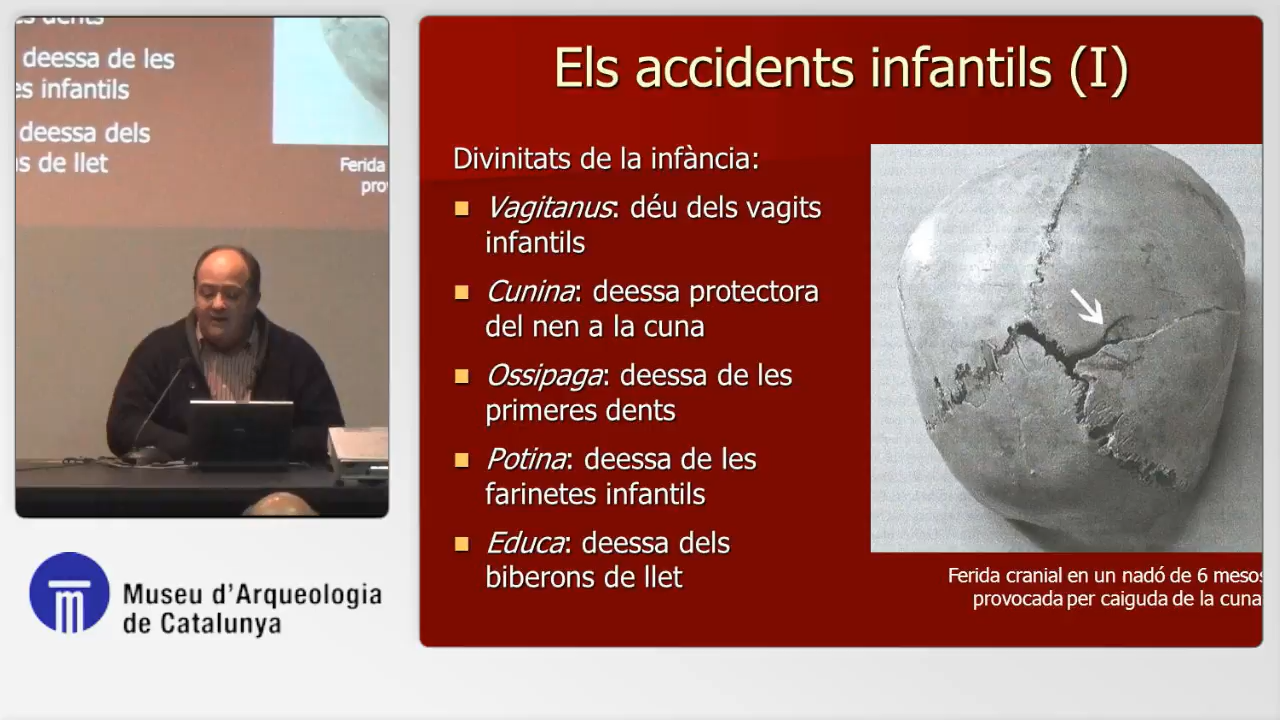 s dents
deessa de les
es infantils
deessa dels
s de llet
Ferida
pro
Museu d'Arqueologia
de Catalunya
Els accidents infantils (I)
Divinitats de la infància:
Vagitanus: déu dels vagits
infantils
Cunina: deessa protectora
del nen a la cuna
Ossipaga: deessa de les
primeres dents
Potina: deessa de les
farinetes infantils
Educa: deessa dels
biberons de llet
Ferida cranial en un nadó de 6 mesos
provocada per caiguda de la cuna